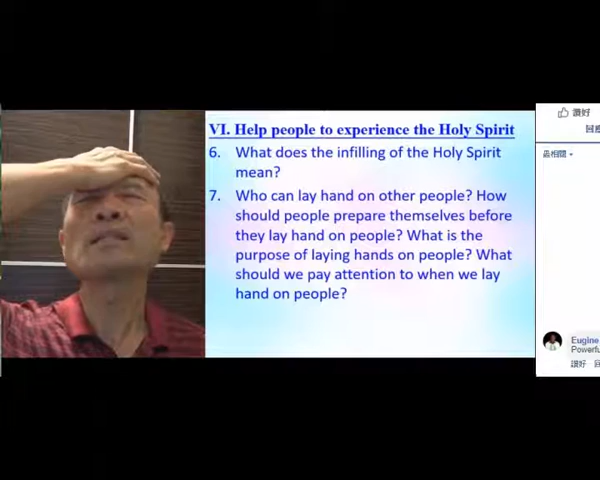 VI. Help people to experience the Holy Spirit
6. What does the infilling of the Holy Spirit
mean?
7. Who can lay hand on other people? How
should people prepare themselves before
they lay hand on people? What is the
purpose of laying hands on people? What
should we pay attention to when we lay
hand on people?
讚好
Eugine
Powerfu
讚好